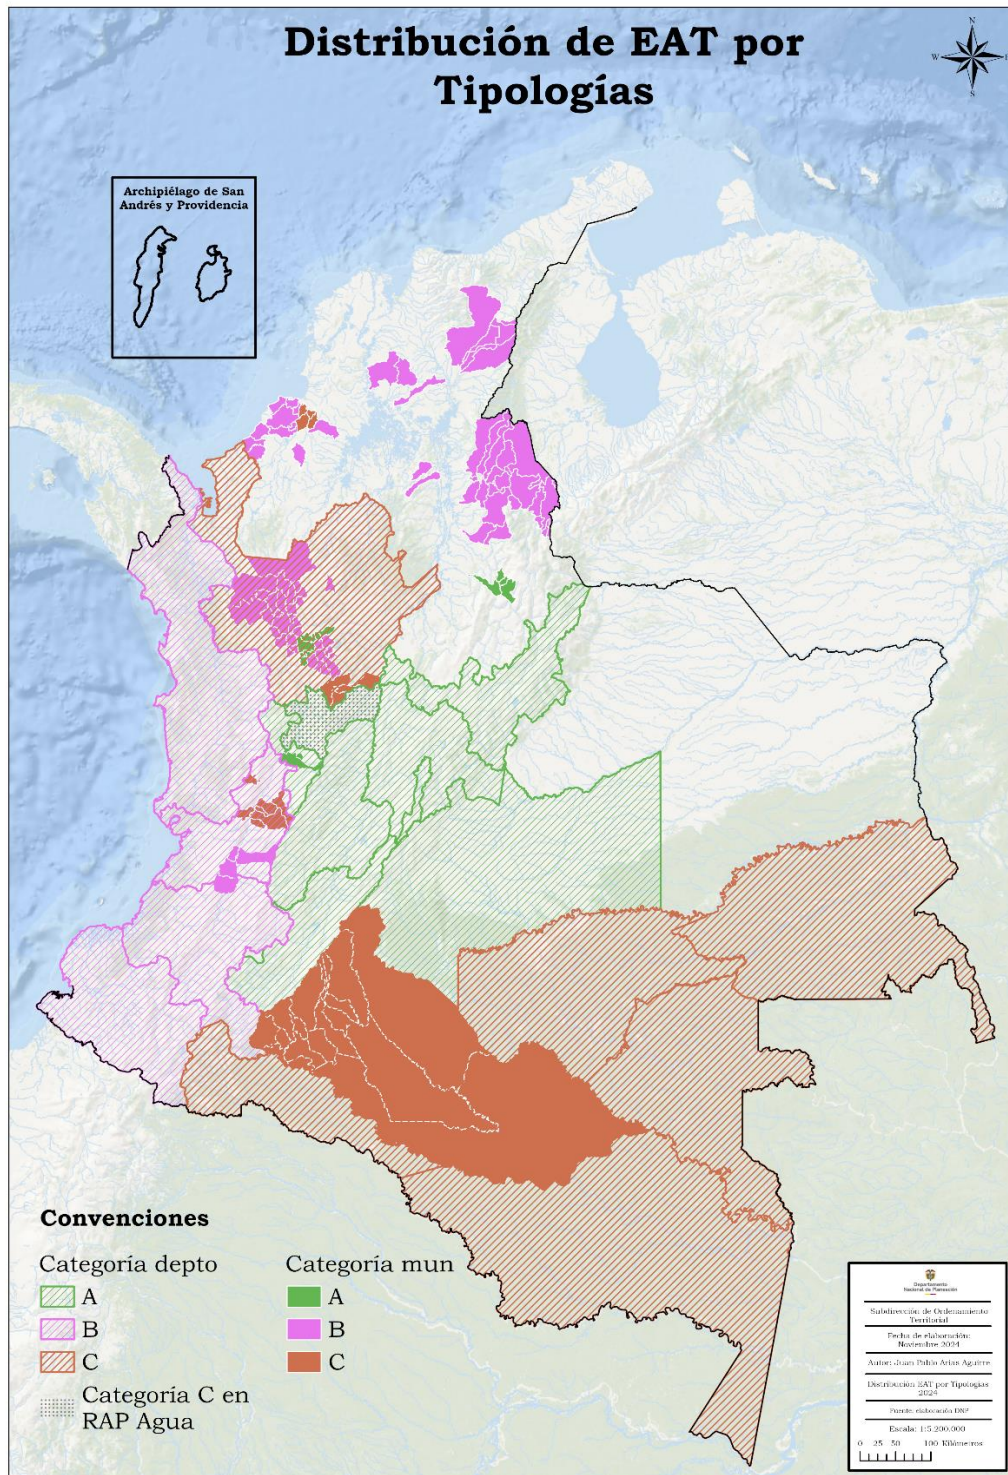 Distribución de EAT por
Tipologías
N
W
E
S
Archipiélago de San
Andrés y Providencia
Convenciones
Categoría depto
A
B
C
Categoría C en
RAP Agua
Categoría mun
A
B
C
Departamento
Nacional de Planeación
Subdirección de Ordenamiento
Territorial
Fecha de elaboración:
Noviembre 2024
Autor: Juan Pablo Arias Aguirre
Distribución EAT por Tipologías
2024
Fuente: elaboración DNP
Escala: 1:5.200.000
0 25 50 100 Kilómetros